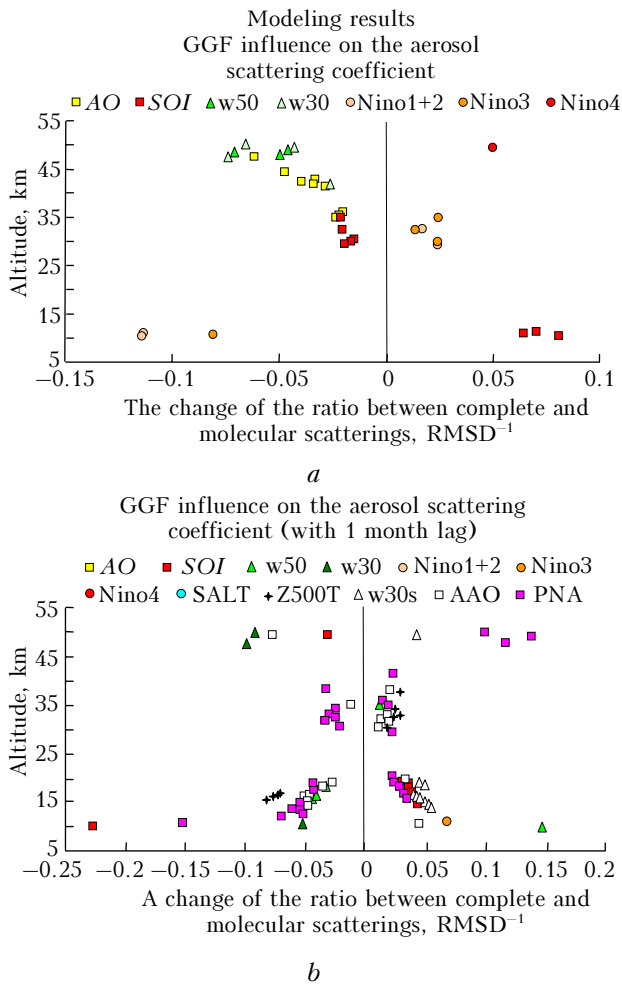 Modeling results
GGF influence on the aerosol
scattering coefficient
AO SOI w50 w30 Nino1+2 Nino3 Nino4
55
45
35
25
15
5
Altitude, km
−0.15 −0.1 −0.05 0 0.05 0.1
The change of the ratio between complete and
molecular scatterings, RMSD⁻¹
a
GGF influence on the aerosol scattering
coefficient (with 1 month lag)
AO SOI w50 w30 Nino1+2 Nino3
Nino4 SALT Z500T w30s AAO PNA
55
45
35
25
15
5
Altitude, km
−0.25 −0.2 −0.15 −0.1 −0.05 0 0.05 0.1 0.15 0.2
A change of the ratio between complete and
molecular scatterings, RMSD⁻¹
b